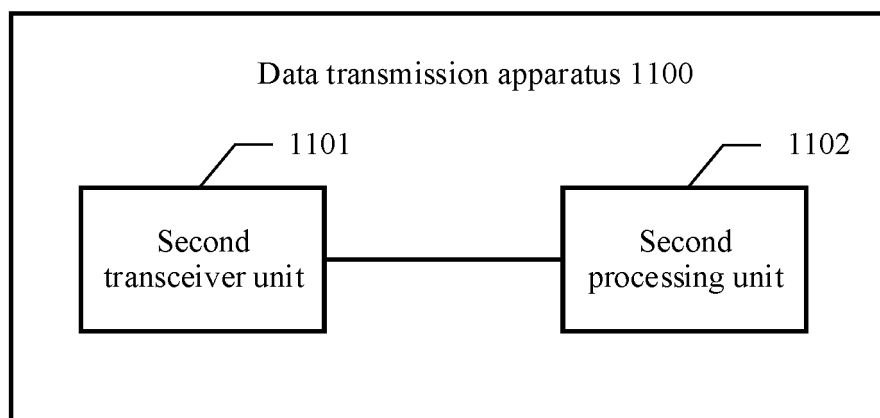 Data transmission apparatus 1100
1101
1102
Second
transceiver unit
Second
processing unit